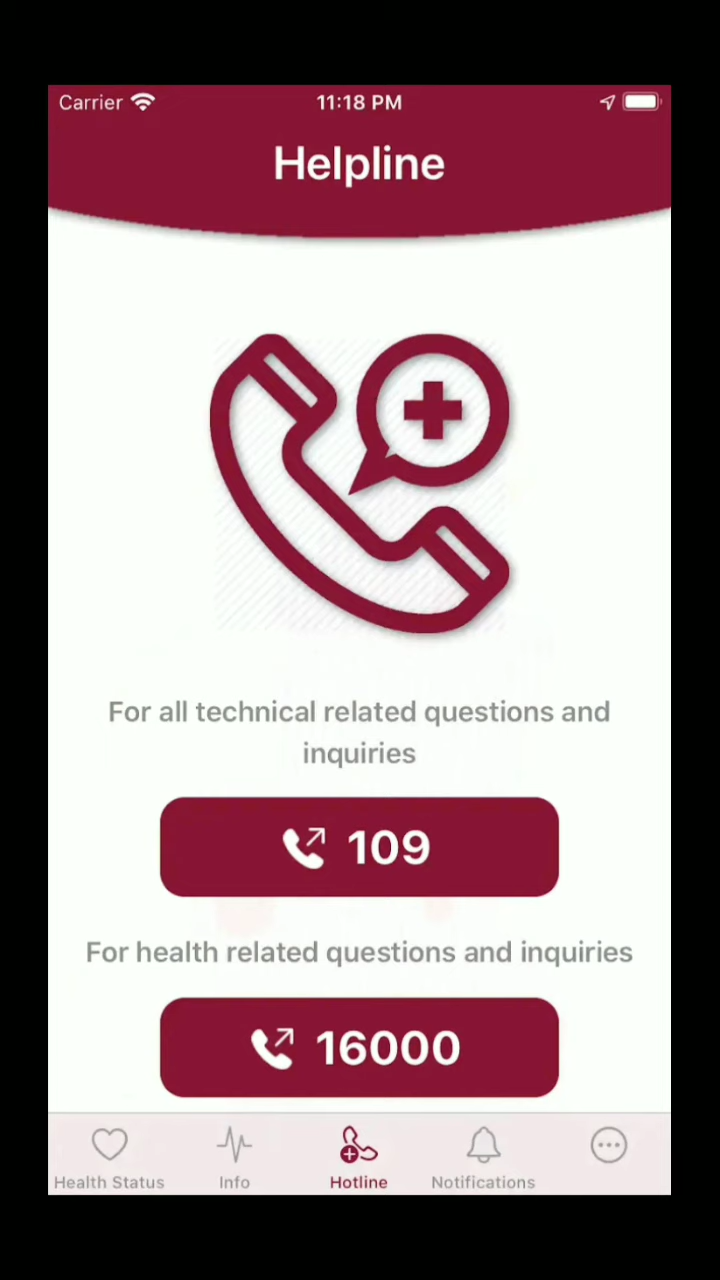 Carrier 11:18 PM
Helpline
For all technical related questions and
inquiries
109
For health related questions and inquiries
16000
Health Status Info Hotline Notifications